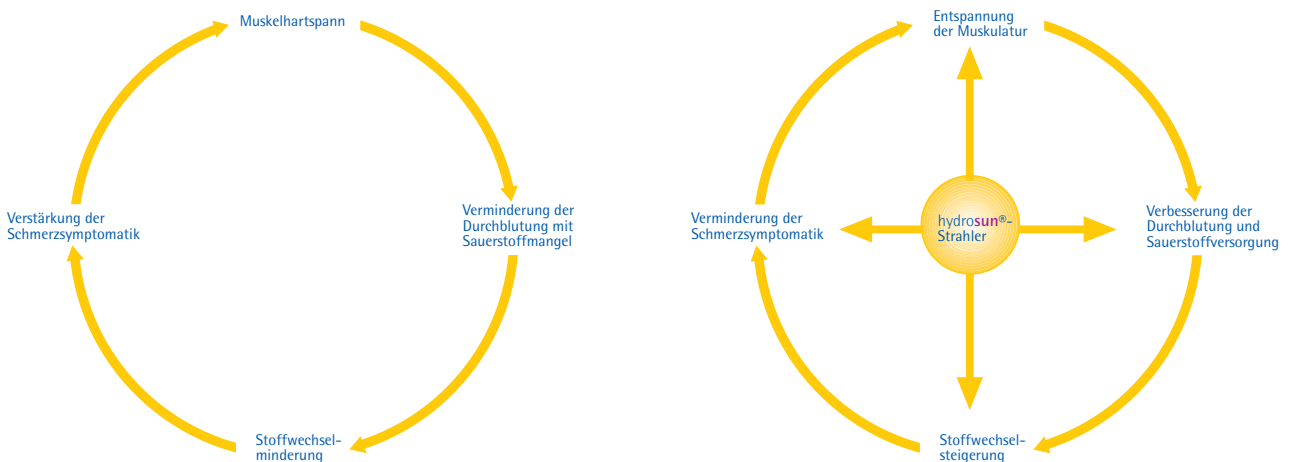 Muskelhartspann
Verminderung der
Durchblutung mit
Sauerstoffmangel
Stoffwechsel-
minderung
Verstärkung der
Schmerzsymptomatik
Entspannung
der Muskulatur
Verbesserung der
Durchblutung und
Sauerstoffversorgung
Stoffwechsel-
steigerung
Verminderung der
Schmerzsymptomatik
hydrosun®-
Strahler